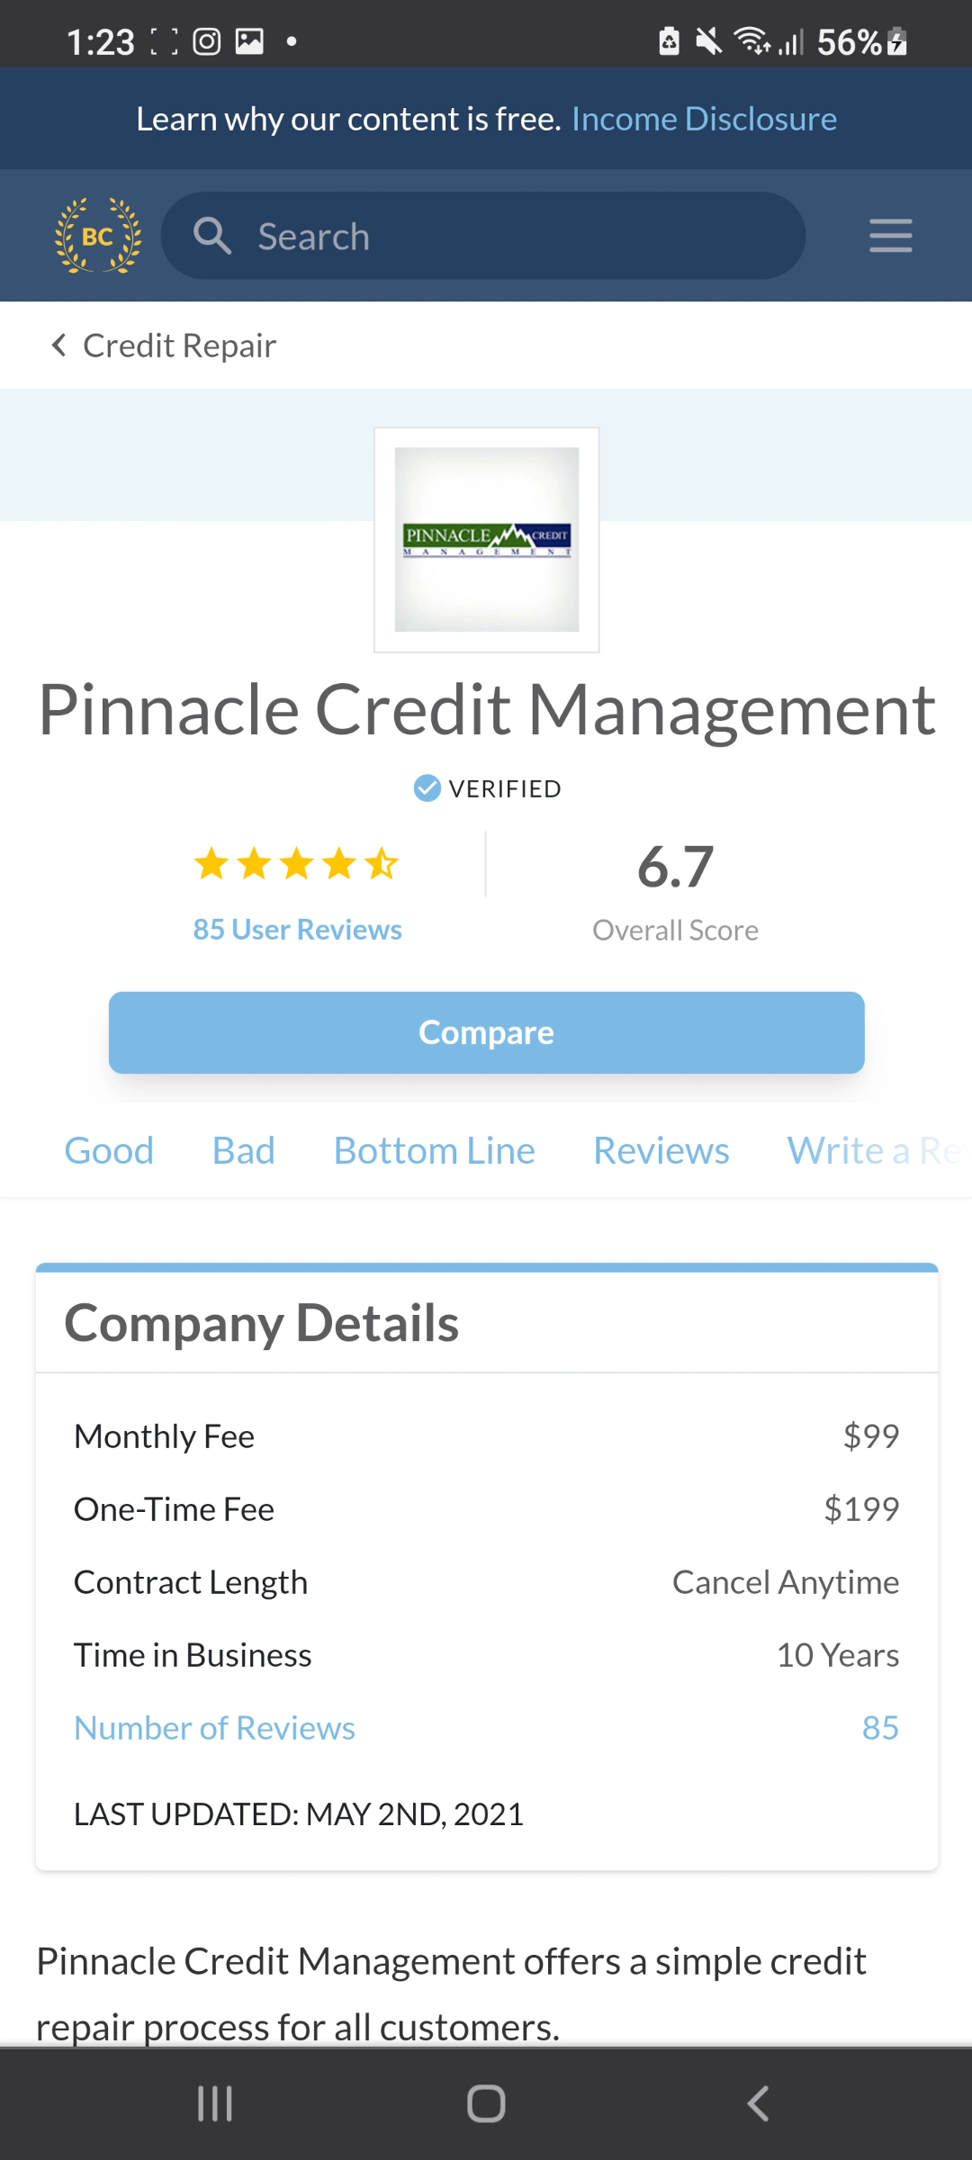 1:23 56%
Learn why our content is free. Income Disclosure
BC Search
Credit Repair
PINNACLE CREDIT
MANAGEMENT
Pinnacle Credit Management
VERIFIED
6.7
85 User Reviews Overall Score
Compare
Good Bad Bottom Line Reviews Write a Re
Company Details
Monthly Fee $99
One-Time Fee $199
Contract Length Cancel Anytime
Time in Business 10 Years
Number of Reviews 85
LAST UPDATED: MAY 2ND, 2021
Pinnacle Credit Management offers a simple credit
repair process for all customers.